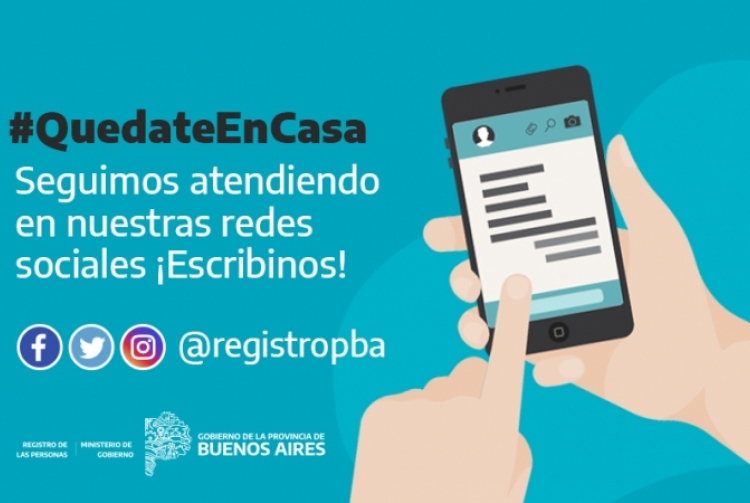 #QuedateEnCasa
Seguimos atendiendo
en nuestras redes
sociales ¡Escribinos!
@registropba
REGISTRO DE
LAS PERSONAS
MINISTERIO DE
GOBIERNO
GOBIERNO DE LA PROVINCIA DE
BUENOS AIRES